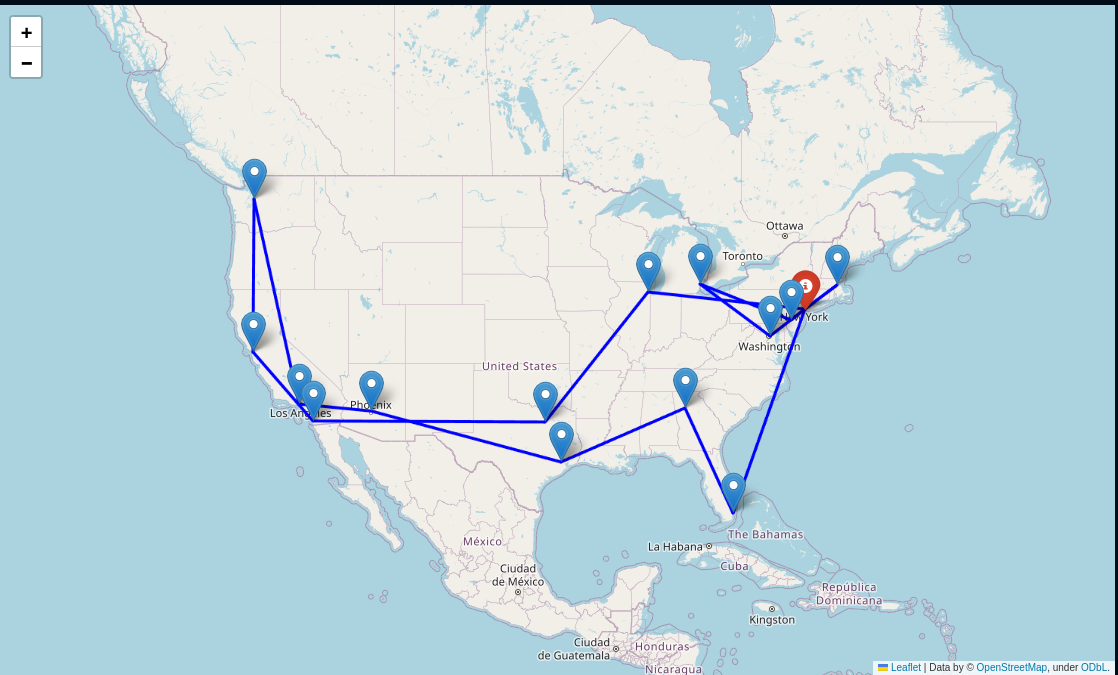 +
−
Ottawa
Toronto
New York
Washington
United States
Phoenix
Los Angeles
The Bahamas
La Habana
México
Cuba
Ciudad
de México
República
Dominicana
Kingston
Ciudad
de Guatemala
Honduras
Nicaragua
Leaflet | Data by © OpenStreetMap, under ODbL.